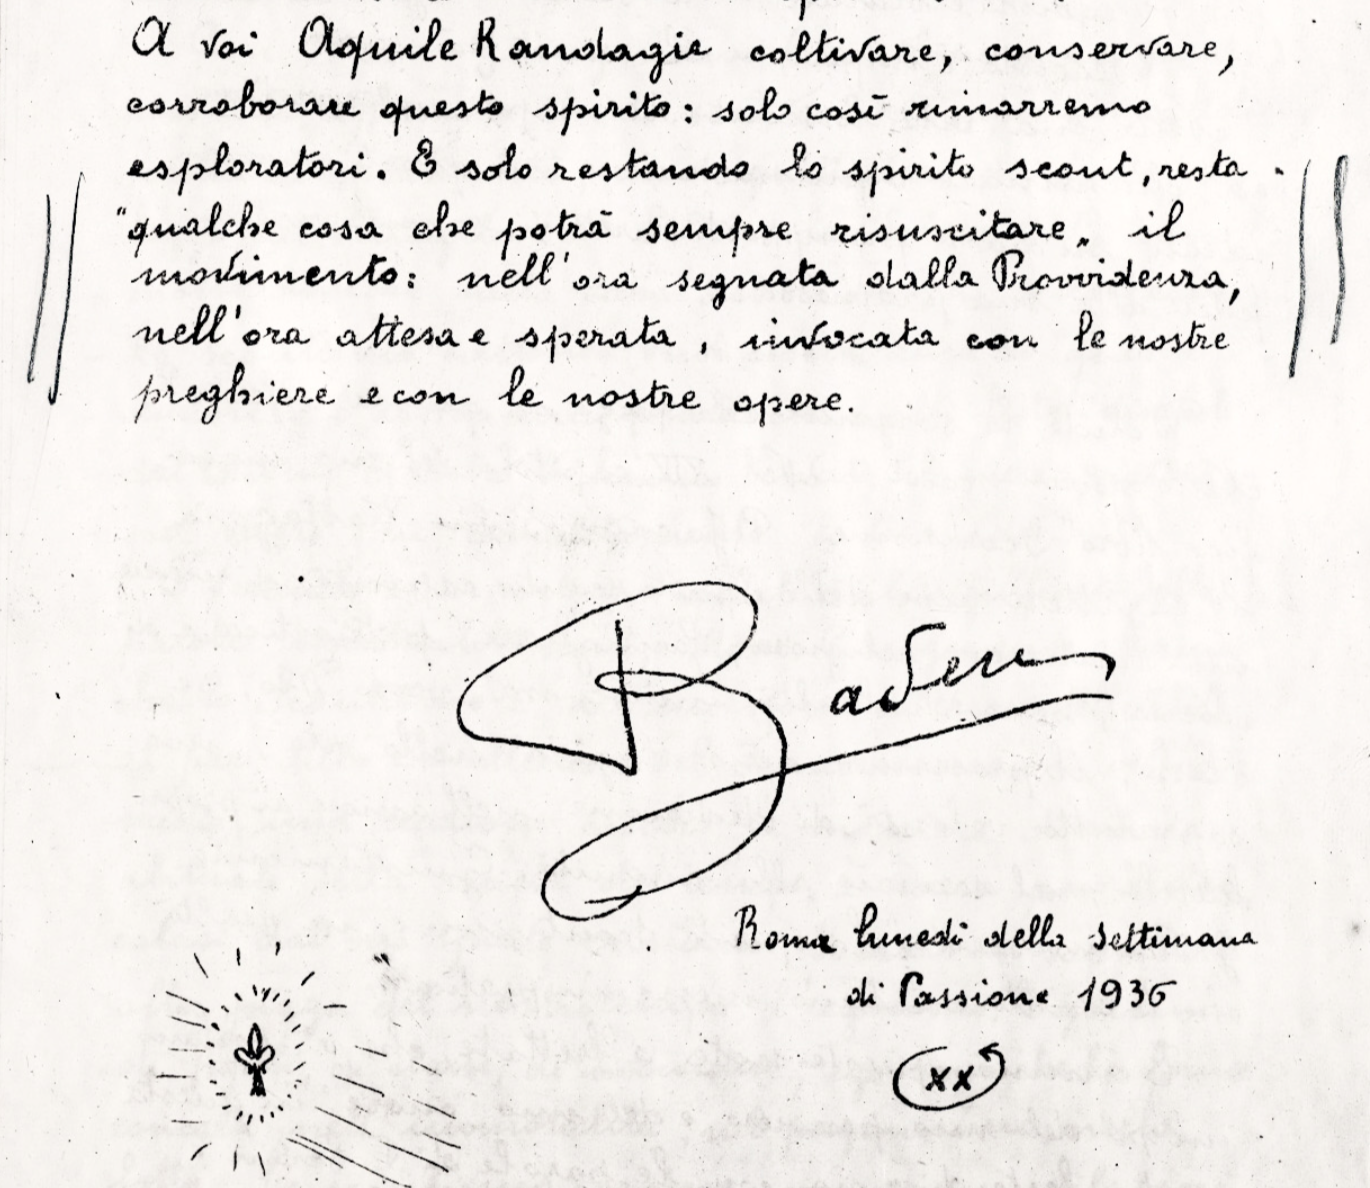 A voi Aquile Randagie coltivare, conservare,
corroborare questo spirito: solo così rimarremo
esploratori. E solo restando lo spirito scout, resta
"qualche cosa che potrà sempre risuscitare" il
movimento: nell'ora segnata dalla Provvidenza,
nell'ora attesa e sperata, invocata con le nostre
preghiere e con le nostre opere.
Baden
Roma lunedì della settimana
di Passione 1936
xx